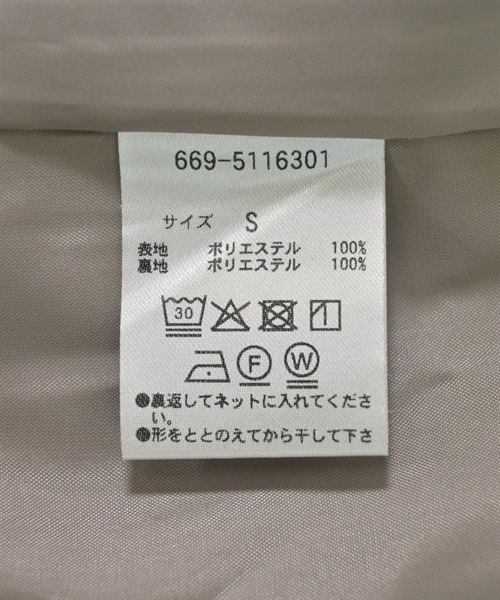 669-5116301
サイズ S
表地 ポリエステル 100%
裏地 ポリエステル 100%
30
F W
●裏返してネットに入れてくださ
い。
●形をととのえてから干して下さ